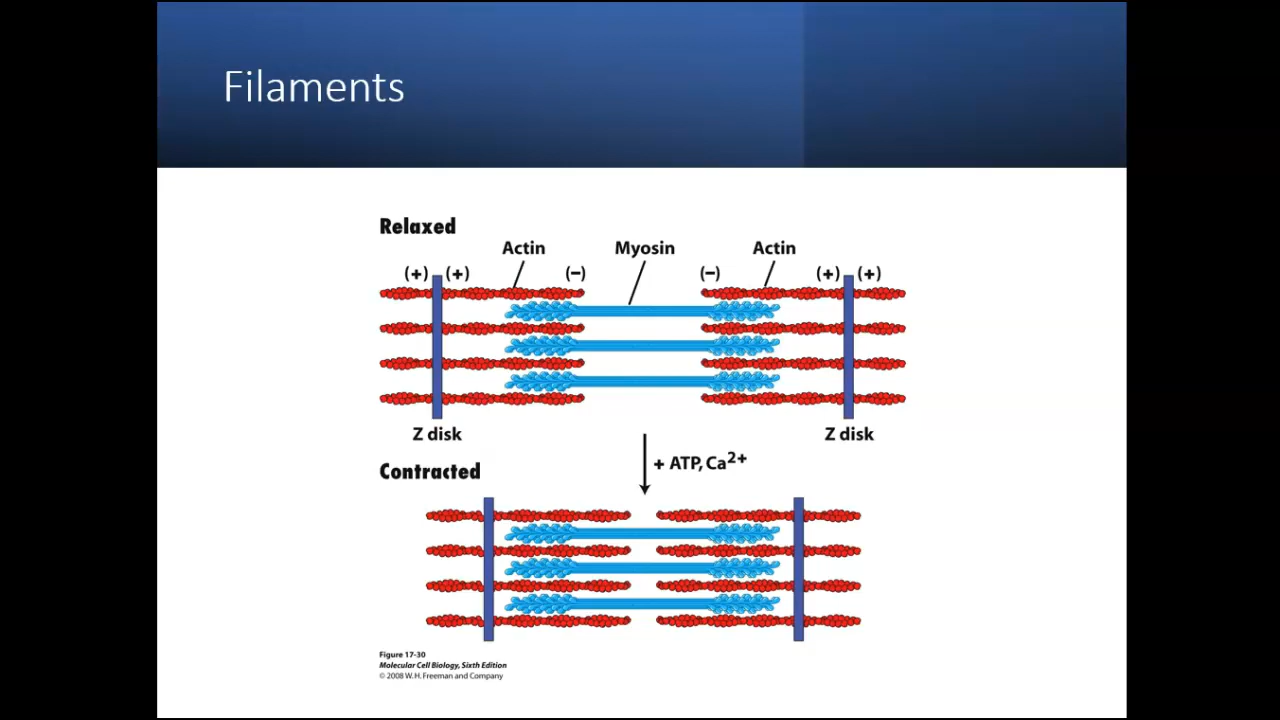 Filaments
Relaxed
Actin Myosin Actin
(+) (+) (−) (−) (+) (+)
Z disk Z disk
+ ATP, Ca2+
Contracted
Figure 17-30
Molecular Cell Biology, Sixth Edition
© 2008 W. H. Freeman and Company